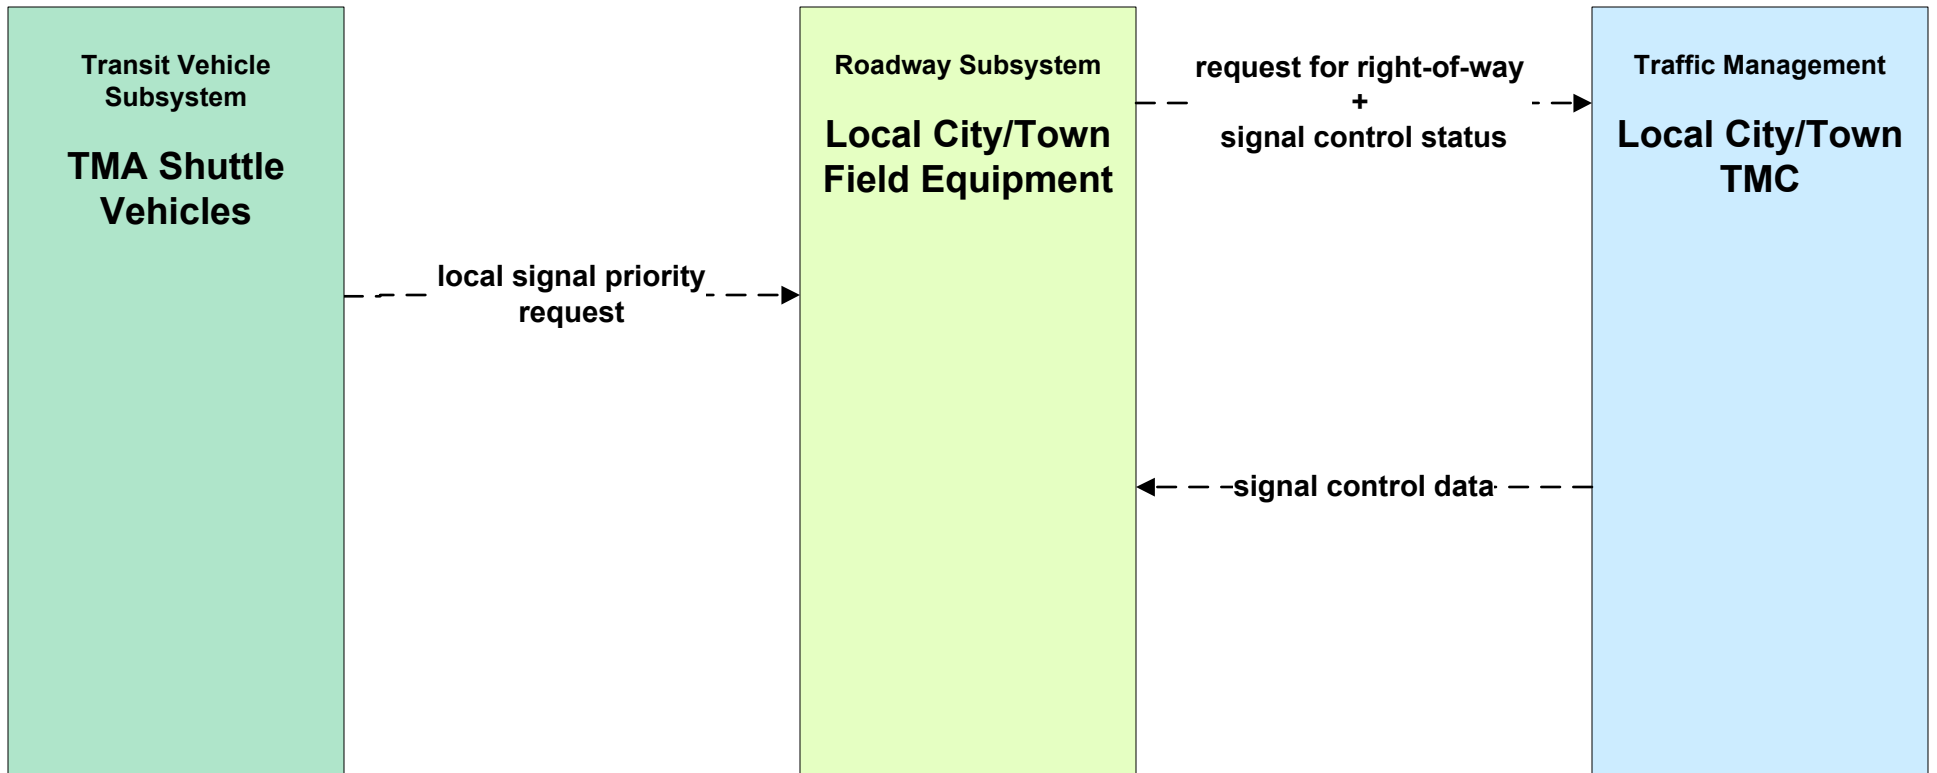 Transit Vehicle
Subsystem
TMA Shuttle
Vehicles
local signal priority
request
Roadway Subsystem
Local City/Town
Field Equipment
request for right-of-way
+
signal control status
signal control data
Traffic Management
Local City/Town
TMC